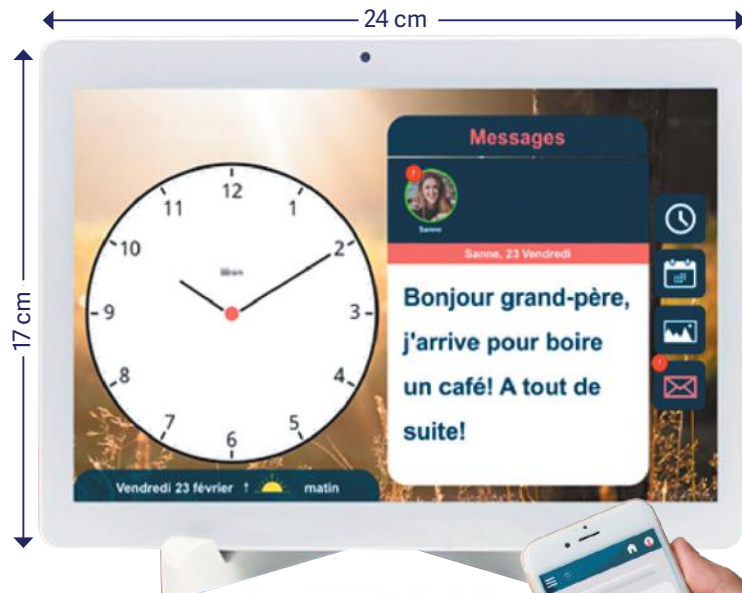 24 cm
17 cm
12
1
2
3
4
5
6
7
8
9
10
11
Messages
Sanne
Sanne, 23 Vendredi
Bonjour grand-père,
j'arrive pour boire
un café! A tout de
suite!
Vendredi 23 février matin